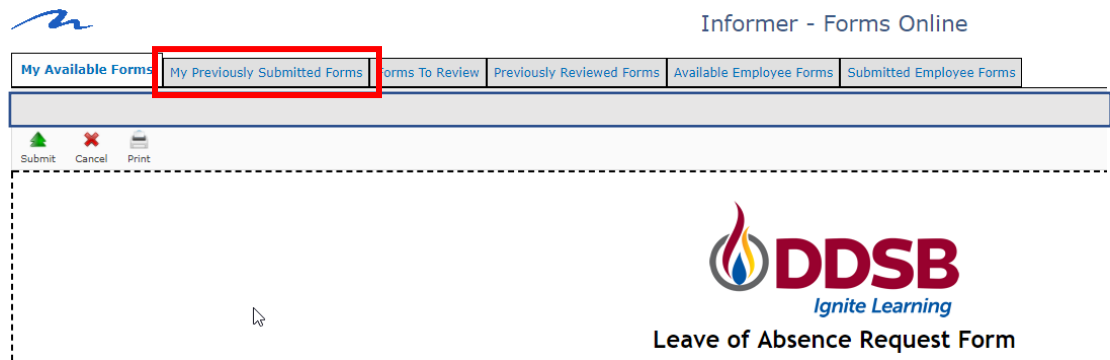 Informer - Forms Online
My Available Forms My Previously Submitted Forms Forms To Review Previously Reviewed Forms Available Employee Forms Submitted Employee Forms
Submit Cancel Print
DDSB
Ignite Learning
Leave of Absence Request Form